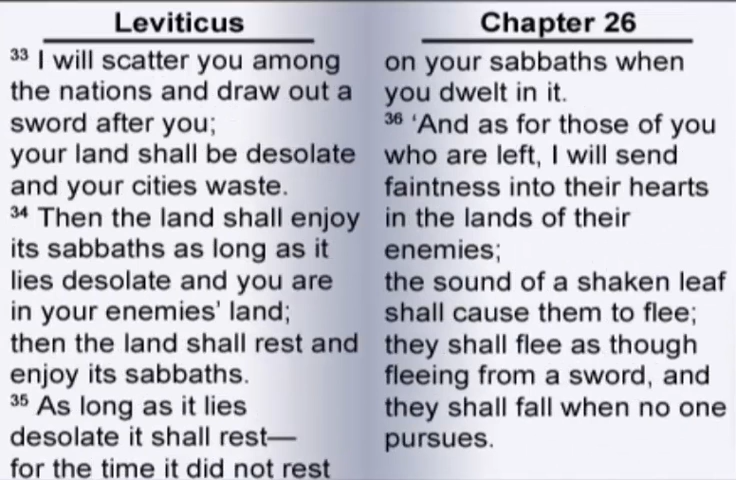 Leviticus
³³ I will scatter you among
the nations and draw out a
sword after you;
your land shall be desolate
and your cities waste.
³⁴ Then the land shall enjoy
its sabbaths as long as it
lies desolate and you are
in your enemies’ land;
then the land shall rest and
enjoy its sabbaths.
³⁵ As long as it lies
desolate it shall rest—
for the time it did not rest
Chapter 26
on your sabbaths when
you dwelt in it.
³⁶ ‘And as for those of you
who are left, I will send
faintness into their hearts
in the lands of their
enemies;
the sound of a shaken leaf
shall cause them to flee;
they shall flee as though
fleeing from a sword, and
they shall fall when no one
pursues.